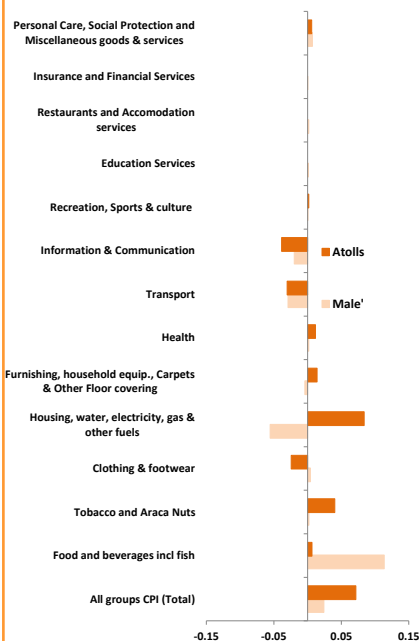 Personal Care, Social Protection and
Miscellaneous goods & services
Insurance and Financial Services
Restaurants and Accomodation
services
Education Services
Recreation, Sports & culture
Information & Communication
Atolls
Transport
Male'
Health
Furnishing, household equip., Carpets
& Other Floor covering
Housing, water, electricity, gas &
other fuels
Clothing & footwear
Tobacco and Araca Nuts
Food and beverages incl fish
All groups CPI (Total)
-0.15 -0.05 0.05 0.15